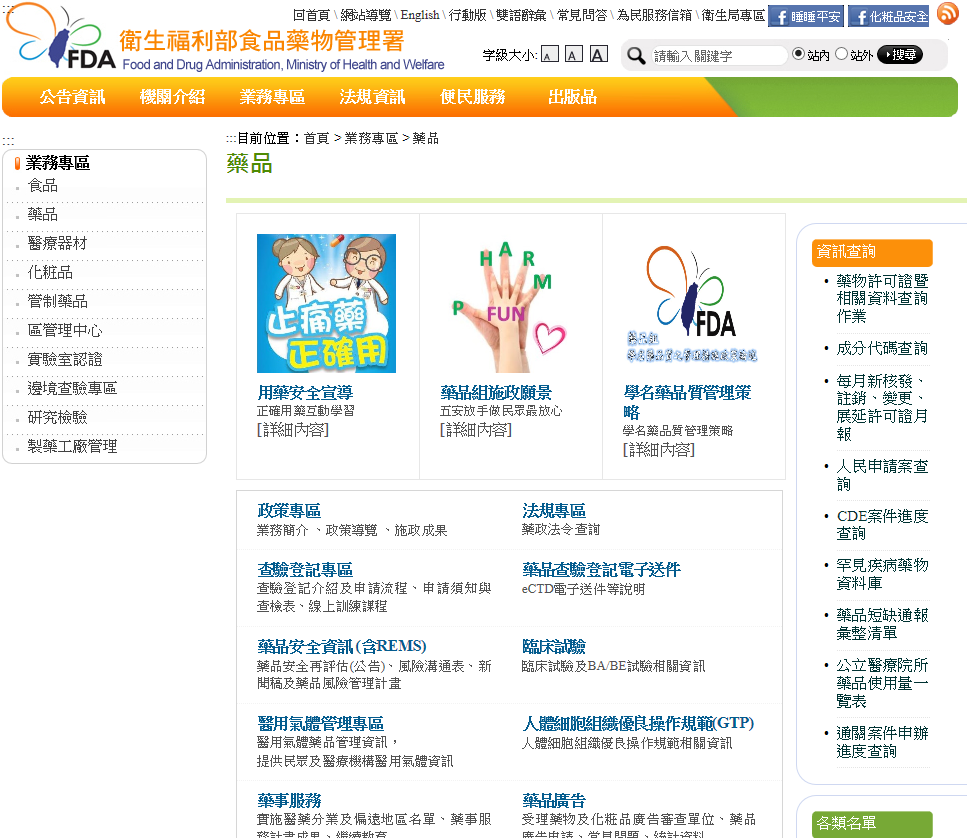 :::
回首頁 \ 網站導覽 \ English \ 行動版 \ 雙語辭彙 \ 常見問答 \ 為民服務信箱 \ 衛生局專區
睡睡平安
化粧品安全
FDA
衛生福利部食品藥物管理署
Food and Drug Administration, Ministry of Health and Welfare
字級大小: A A A
請輸入關鍵字
站內 站外 搜尋
公告資訊 機關介紹 業務專區 法規資訊 便民服務 出版品
:::
業務專區
食品
藥品
醫療器材
化粧品
管制藥品
區管理中心
實驗室認證
邊境查驗專區
研究檢驗
製藥工廠管理
:::目前位置：首頁 > 業務專區 > 藥品
藥品
止痛藥
正確用
用藥安全宣導
正確用藥互動學習
[詳細內容]
P H A R M
FUN
藥品組施政願景
五安放手做民眾最放心
[詳細內容]
FDA
學名藥品質管理策
略
學名藥品質管理策略
[詳細內容]
政策專區
業務簡介 、政策導覽 、施政成果
法規專區
藥政法令查詢
查驗登記專區
查驗登記介紹及申請流程、申請須知與
查檢表、線上訓練課程
藥品查驗登記電子送件
eCTD電子送件等說明
藥品安全資訊 (含REMS)
藥品安全再評估(公告)、風險溝通表、新
聞稿及藥品風險管理計畫
臨床試驗
臨床試驗及BA/BE試驗相關資訊
醫用氣體管理專區
醫用氣體藥品管理資訊，
提供民眾及醫療機構醫用氣體資訊
人體細胞組織優良操作規範(GTP)
人體細胞組織優良操作規範相關資訊
藥事服務
實施醫藥分業及偏遠地區名單、藥事服
務計畫成果、繼續教育
藥品廣告
受理藥物及化粧品廣告審查單位、藥品
廣告申請、常見問題、統計資料
資訊查詢
藥物許可證暨
相關資料查詢
作業
成分代碼查詢
每月新核發、
註銷、變更、
展延許可證月
報
人民申請案查
詢
CDE案件進度
查詢
罕見疾病藥物
資料庫
藥品短缺通報
彙整清單
公立醫療院所
藥品使用量一
覽表
通關案件申辦
進度查詢
各類名單